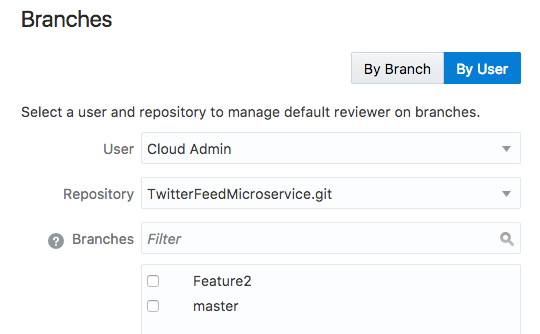 Branches
By Branch By User
Select a user and repository to manage default reviewer on branches.
User Cloud Admin
Repository TwitterFeedMicroservice.git
? Branches Filter
Feature2
master